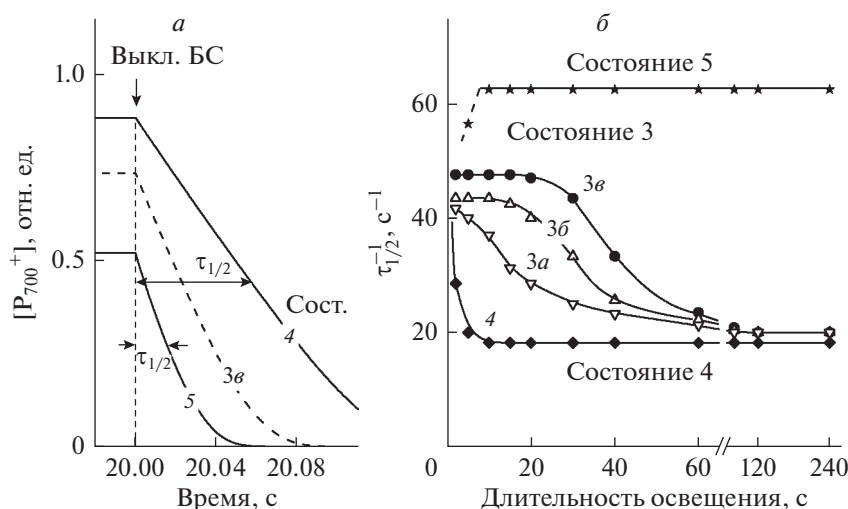 а
Выкл. БС
1.0
[P₇₀₀⁺], отн. ед.
0.5
τ₁/₂
Сост.
4
τ₁/₂
3в
5
0
20.00 20.04 20.08
Время, с
б
Состояние 5
60
Состояние 3
3в
τ⁻¹₁/₂, с⁻¹
40
3б
3а
4
20
Состояние 4
0 20 40 60 120 240
Длительность освещения, с